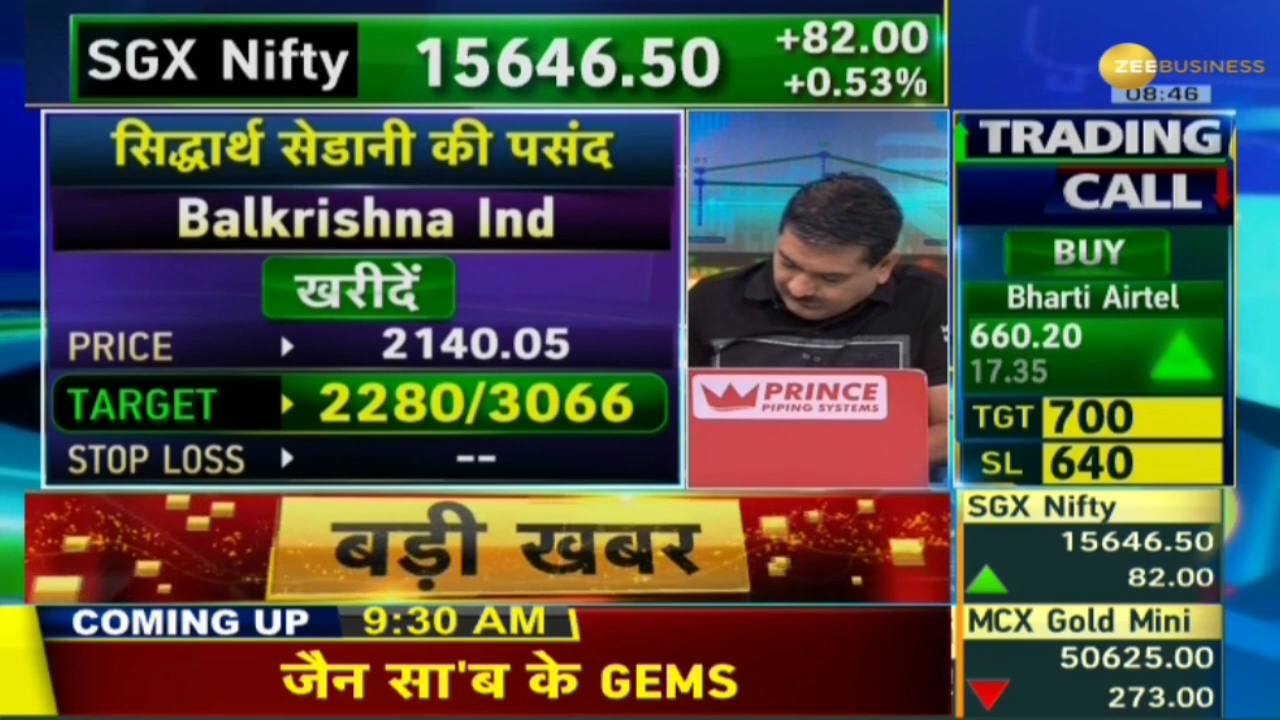 SGX Nifty 15646.50 +82.00 +0.53%
ZEEBUSINESS
08:46
सिद्धार्थ सेडानी की पसंद
Balkrishna Ind
खरीदें
PRICE 2140.05
TARGET 2280/3066
STOP LOSS --
PRINCE
PIPING SYSTEMS
TRADING
CALL
BUY
Bharti Airtel
660.20
17.35
TGT 700
SL 640
SGX Nifty
15646.50
82.00
MCX Gold Mini
50625.00
273.00
बड़ी खबर
COMING UP 9:30 AM
जैन सा'ब के GEMS